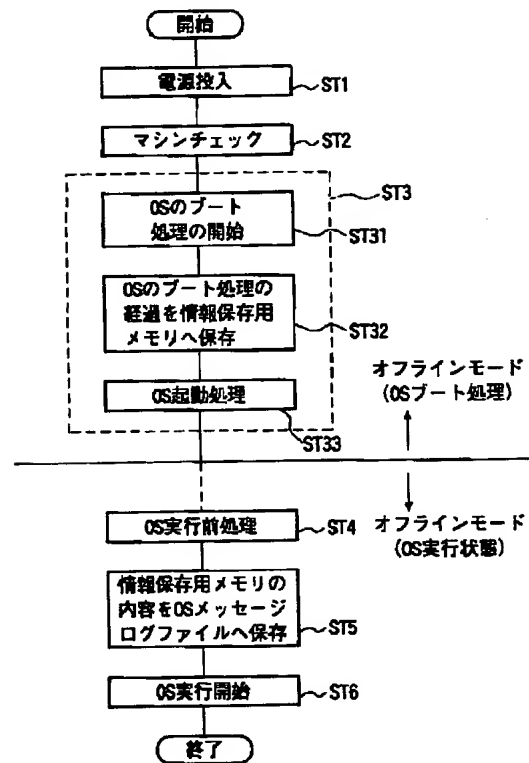 開始
電源投入
ST1
マシンチェック
ST2
ST3
OSのブート
処理の開始
ST31
OSのブート処理の
経過を情報保存用
メモリへ保存
ST32
オフラインモード
(OSブート処理)
OS起動処理
ST33
OS実行前処理
ST4
オフラインモード
(OS実行状態)
情報保存用メモリの
内容をOSメッセージ
ログファイルへ保存
ST5
OS実行開始
ST6
終了